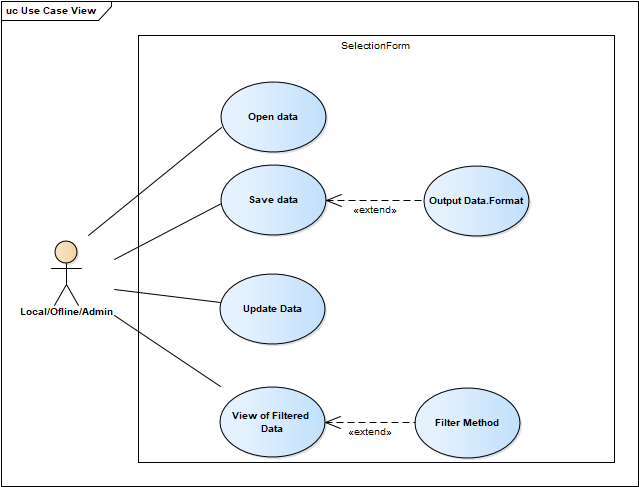 uc Use Case View
SelectionForm
Open data
Save data
«extend»
Output Data.Format
Local/Ofline/Admin
Update Data
View of Filtered
Data
«extend»
Filter Method